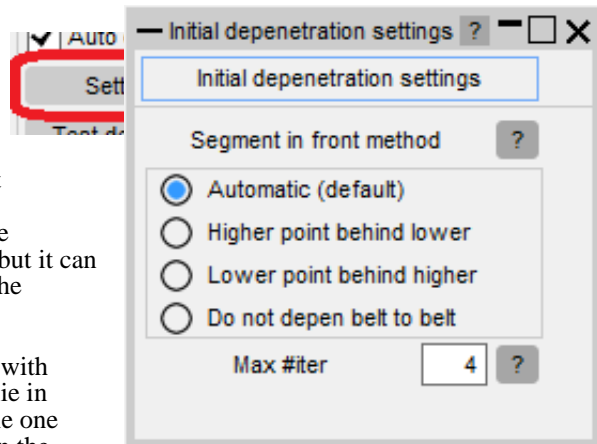 Auto
Sett
Initial depenetration settings ?
Initial depenetration settings
Segment in front method ?
Automatic (default)
Higher point behind lower
Lower point behind higher
Do not depen belt to belt
Max #iter 4 ?
but it can
with
ie in
one